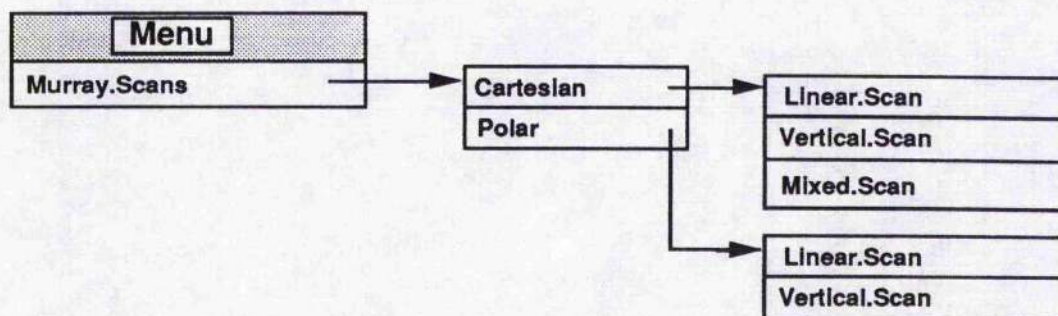 Menu
Murray.Scans
Cartesian
Polar
Linear.Scan
Vertical.Scan
Mixed.Scan
Linear.Scan
Vertical.Scan